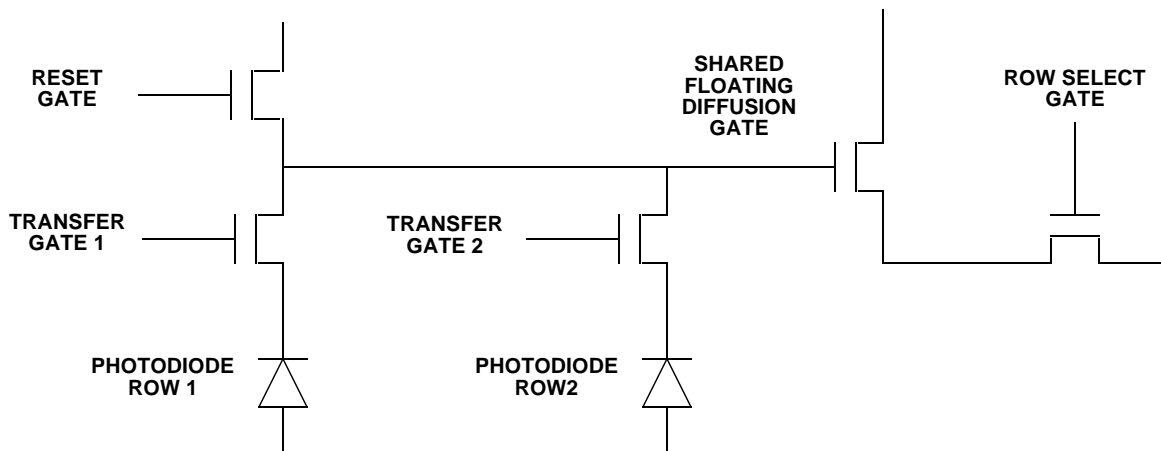 RESET
GATE
SHARED
FLOATING
DIFFUSION
GATE
ROW SELECT
GATE
TRANSFER
GATE 1
TRANSFER
GATE 2
PHOTODIODE
ROW 1
PHOTODIODE
ROW2